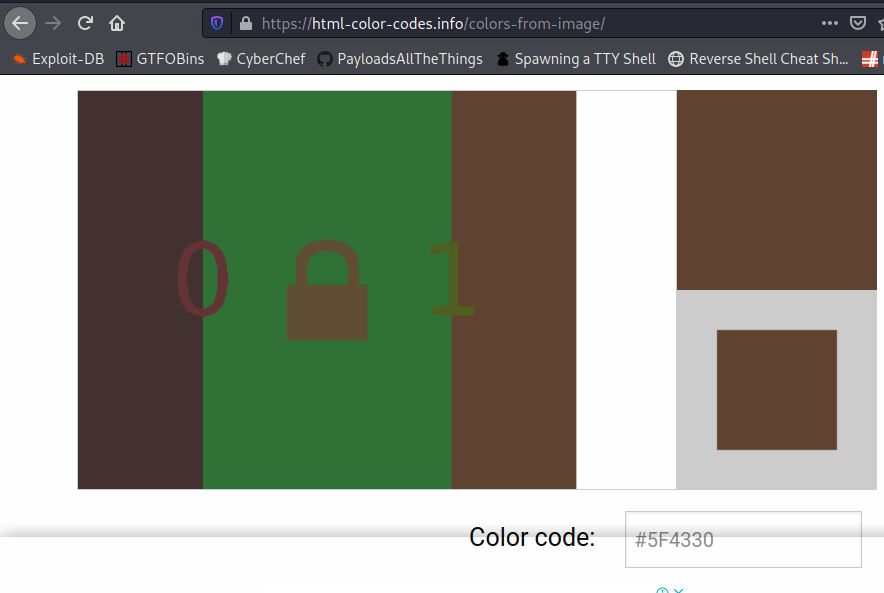 https://html-color-codes.info/colors-from-image/
Exploit-DB GTFOBins CyberChef PayloadsAllTheThings Spawning a TTY Shell Reverse Shell Cheat Sh...
0 1
Color code: #5F4330